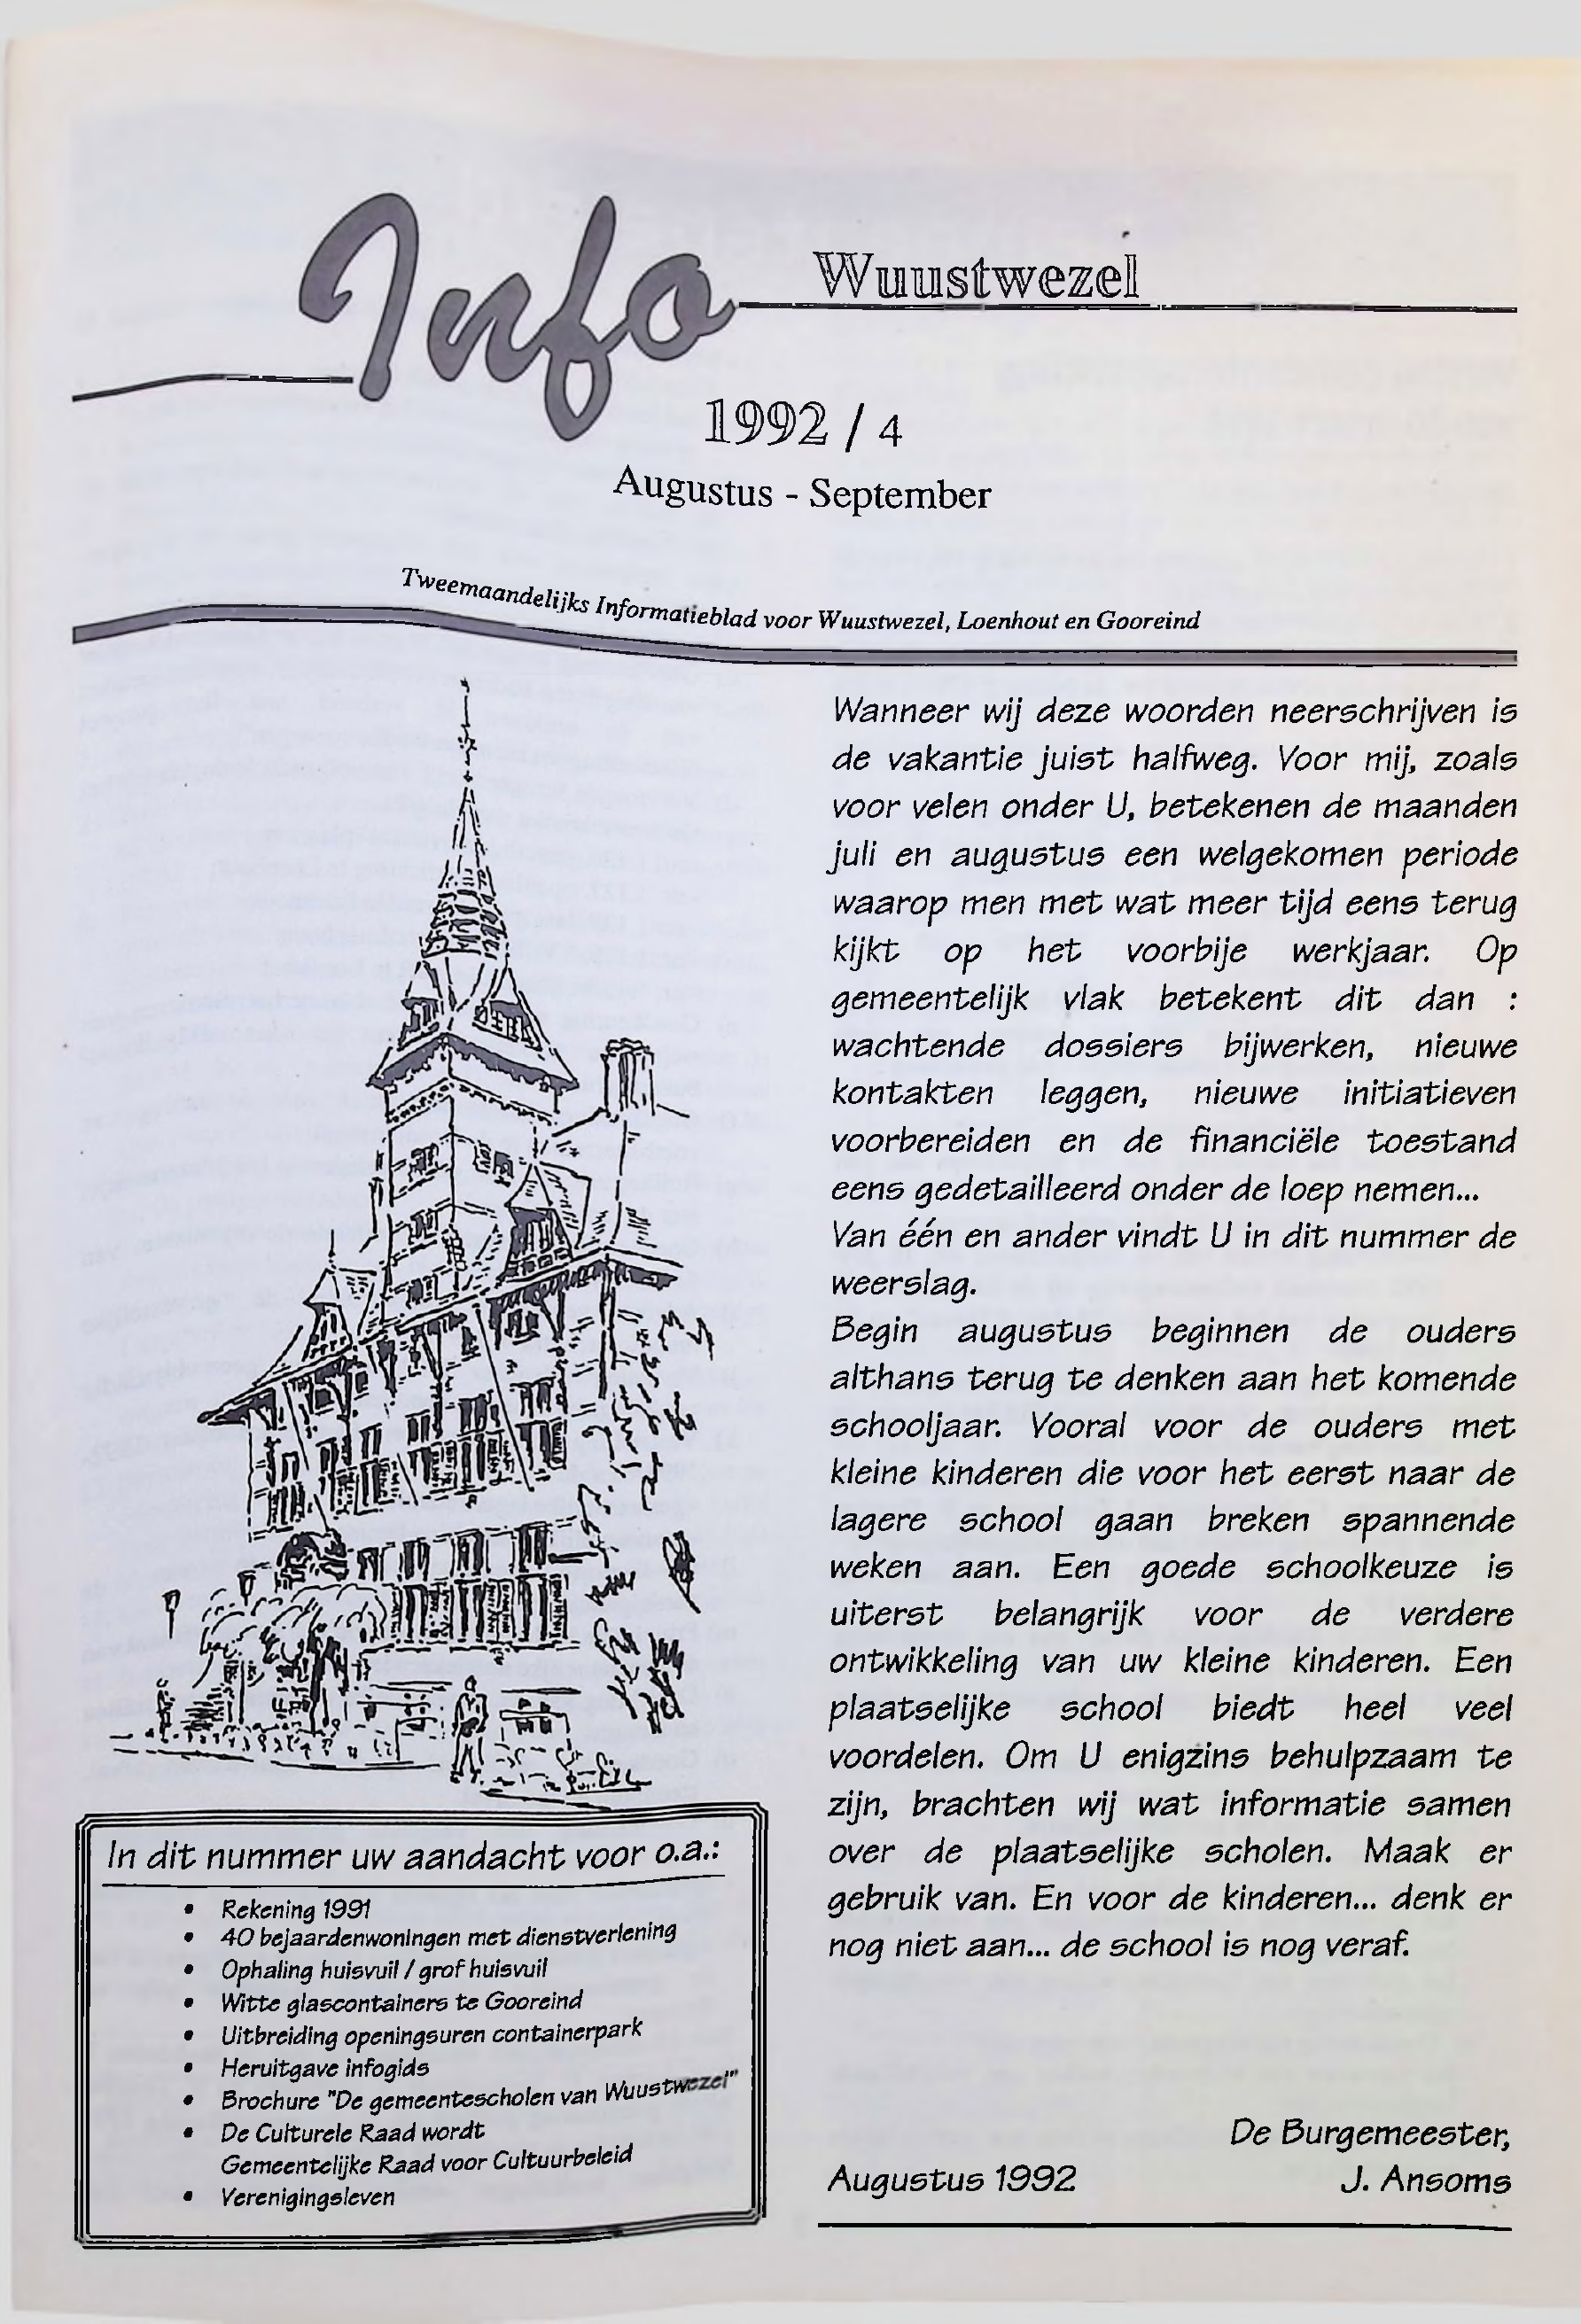 Info Wuustwezel
1992 / 4
Augustus - September
Tweemaandelijks Informatieblad voor Wuustwezel, Loenhout en Gooreind
Wanneer wij deze woorden neerschrijven is
de vakantie juist halfweg. Voor mij, zoals
voor velen onder U, betekenen de maanden
juli en augustus een welgekomen periode
waarop men met wat meer tijd eens terug
kijkt op het voorbije werkjaar. Op
gemeentelijk vlak betekent dit dan :
wachtende dossiers bijwerken, nieuwe
kontakten leggen, nieuwe initiatieven
voorbereiden en de financiële toestand
eens gedetailleerd onder de loep nemen...
Van één en ander vindt U in dit nummer de
weerslag.
Begin augustus beginnen de ouders
althans terug te denken aan het komende
schooljaar. Vooral voor de ouders met
kleine kinderen die voor het eerst naar de
lagere school gaan breken spannende
weken aan. Een goede schoolkeuze is
uiterst belangrijk voor de verdere
ontwikkeling van uw kleine kinderen. Een
plaatselijke school biedt heel veel
voordelen. Om U enigzins behulpzaam te
zijn, brachten wij wat informatie samen
over de plaatselijke scholen. Maak er
gebruik van. En voor de kinderen... denk er
nog niet aan... de school is nog veraf.
De Burgemeester,
Augustus 1992 J. Ansoms
In dit nummer uw aandacht voor o.a.:
• Rekening 1991
• 40 bejaardenwoningen met dienstverlening
• Ophaling huisvuil / grof huisvuil
• Witte glascontainers te Gooreind
• Uitbreiding openingsuren containerpark
• Heruitgave infogids
• Brochure "De gemeentescholen van Wuustwezel"
• De Culturele Raad wordt
Gemeentelijke Raad voor Cultuurbeleid
• Verenigingsleven